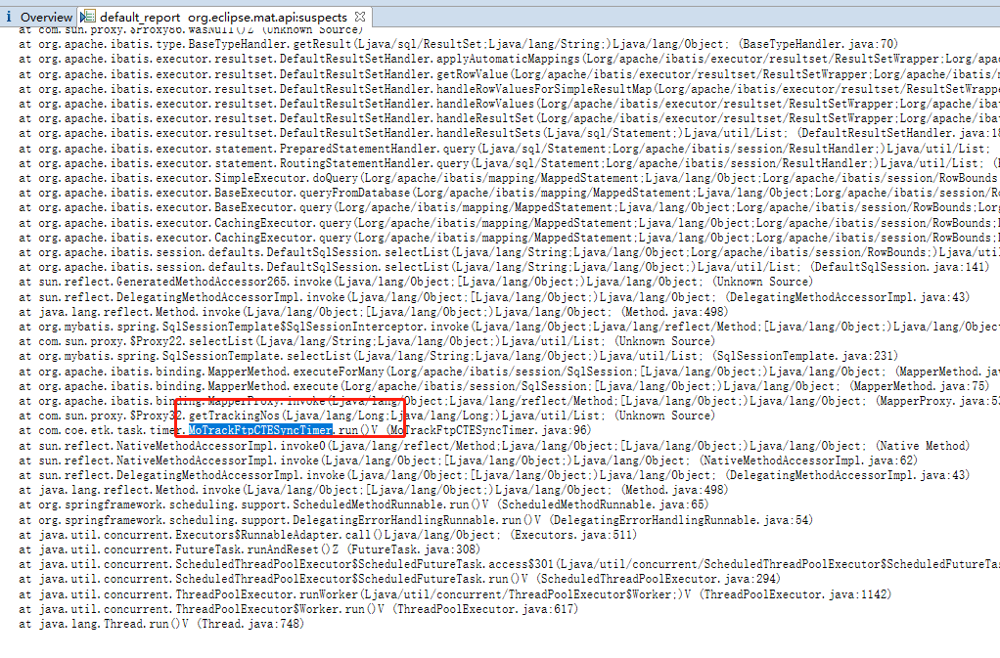 i Overview default_report org.eclipse.mat.api:suspects
at com.sun.proxy.$Proxy86.wasNull()Z (Unknown Source)
at org.apache.ibatis.type.BaseTypeHandler.getResult(Ljava/sql/ResultSet;Ljava/lang/String;)Ljava/lang/Object; (BaseTypeHandler.java:70)
at org.apache.ibatis.executor.resultset.DefaultResultSetHandler.applyAutomaticMappings(Lorg/apache/ibatis/executor/resultset/ResultSetWrapper;Lorg/apa
at org.apache.ibatis.executor.resultset.DefaultResultSetHandler.getRowValue(Lorg/apache/ibatis/executor/resultset/ResultSetWrapper;Lorg/apache/ibatis/
at org.apache.ibatis.executor.resultset.DefaultResultSetHandler.handleRowValuesForSimpleResultMap(Lorg/apache/ibatis/executor/resultset/ResultSetWrapp
at org.apache.ibatis.executor.resultset.DefaultResultSetHandler.handleRowValues(Lorg/apache/ibatis/executor/resultset/ResultSetWrapper;Lorg/apache/iba
at org.apache.ibatis.executor.resultset.DefaultResultSetHandler.handleResultSet(Lorg/apache/ibatis/executor/resultset/ResultSetWrapper;Lorg/apache/iba
at org.apache.ibatis.executor.resultset.DefaultResultSetHandler.handleResultSets(Ljava/sql/Statement;)Ljava/util/List; (DefaultResultSetHandler.java:18
at org.apache.ibatis.executor.statement.PreparedStatementHandler.query(Ljava/sql/Statement;Lorg/apache/ibatis/session/ResultHandler;)Ljava/util/List;
at org.apache.ibatis.executor.statement.RoutingStatementHandler.query(Ljava/sql/Statement;Lorg/apache/ibatis/session/ResultHandler;)Ljava/util/List; (
at org.apache.ibatis.executor.SimpleExecutor.doQuery(Lorg/apache/ibatis/mapping/MappedStatement;Ljava/lang/Object;Lorg/apache/ibatis/session/RowBounds
at org.apache.ibatis.executor.BaseExecutor.queryFromDatabase(Lorg/apache/ibatis/mapping/MappedStatement;Ljava/lang/Object;Lorg/apache/ibatis/session/R
at org.apache.ibatis.executor.BaseExecutor.query(Lorg/apache/ibatis/mapping/MappedStatement;Ljava/lang/Object;Lorg/apache/ibatis/session/RowBounds;Lor
at org.apache.ibatis.executor.CachingExecutor.query(Lorg/apache/ibatis/mapping/MappedStatement;Ljava/lang/Object;Lorg/apache/ibatis/session/RowBounds;
at org.apache.ibatis.executor.CachingExecutor.query(Lorg/apache/ibatis/mapping/MappedStatement;Ljava/lang/Object;Lorg/apache/ibatis/session/RowBounds;
at org.apache.ibatis.session.defaults.DefaultSqlSession.selectList(Ljava/lang/String;Ljava/lang/Object;Lorg/apache/ibatis/session/RowBounds;)Ljava/uti
at org.apache.ibatis.session.defaults.DefaultSqlSession.selectList(Ljava/lang/String;Ljava/lang/Object;)Ljava/util/List; (DefaultSqlSession.java:141)
at sun.reflect.GeneratedMethodAccessor265.invoke(Ljava/lang/Object;[Ljava/lang/Object;)Ljava/lang/Object; (Unknown Source)
at sun.reflect.DelegatingMethodAccessorImpl.invoke(Ljava/lang/Object;[Ljava/lang/Object;)Ljava/lang/Object; (DelegatingMethodAccessorImpl.java:43)
at java.lang.reflect.Method.invoke(Ljava/lang/Object;[Ljava/lang/Object;)Ljava/lang/Object; (Method.java:498)
at org.mybatis.spring.SqlSessionTemplate$SqlSessionInterceptor.invoke(Ljava/lang/Object;Ljava/lang/reflect/Method;[Ljava/lang/Object;)Ljava/lang/Objec
at com.sun.proxy.$Proxy22.selectList(Ljava/lang/String;Ljava/lang/Object;)Ljava/util/List; (Unknown Source)
at org.mybatis.spring.SqlSessionTemplate.selectList(Ljava/lang/String;Ljava/lang/Object;)Ljava/util/List; (SqlSessionTemplate.java:231)
at org.apache.ibatis.binding.MapperMethod.executeForMany(Lorg/apache/ibatis/session/SqlSession;[Ljava/lang/Object;)Ljava/lang/Object; (MapperMethod.jav
at org.apache.ibatis.binding.MapperMethod.execute(Lorg/apache/ibatis/session/SqlSession;[Ljava/lang/Object;)Ljava/lang/Object; (MapperMethod.java:75)
at org.apache.ibatis.binding.MapperProxy.invoke(Ljava/lang/Object;Ljava/lang/reflect/Method;[Ljava/lang/Object;)Ljava/lang/Object; (MapperProxy.java:53
at com.sun.proxy.$Proxy32.getTrackingNos(Ljava/lang/Long;Ljava/lang/Long;)Ljava/util/List; (Unknown Source)
at com.coe.etk.task.timer.MoTrackFtpCTESyncTimer.run()V (MoTrackFtpCTESyncTimer.java:96)
at sun.reflect.NativeMethodAccessorImpl.invoke0(Ljava/lang/reflect/Method;Ljava/lang/Object;[Ljava/lang/Object;)Ljava/lang/Object; (Native Method)
at sun.reflect.NativeMethodAccessorImpl.invoke(Ljava/lang/Object;[Ljava/lang/Object;)Ljava/lang/Object; (NativeMethodAccessorImpl.java:62)
at sun.reflect.DelegatingMethodAccessorImpl.invoke(Ljava/lang/Object;[Ljava/lang/Object;)Ljava/lang/Object; (DelegatingMethodAccessorImpl.java:43)
at java.lang.reflect.Method.invoke(Ljava/lang/Object;[Ljava/lang/Object;)Ljava/lang/Object; (Method.java:498)
at org.springframework.scheduling.support.ScheduledMethodRunnable.run()V (ScheduledMethodRunnable.java:65)
at org.springframework.scheduling.support.DelegatingErrorHandlingRunnable.run()V (DelegatingErrorHandlingRunnable.java:54)
at java.util.concurrent.Executors$RunnableAdapter.call()Ljava/lang/Object; (Executors.java:511)
at java.util.concurrent.FutureTask.runAndReset()Z (FutureTask.java:308)
at java.util.concurrent.ScheduledThreadPoolExecutor$ScheduledFutureTask.access$301(Ljava/util/concurrent/ScheduledThreadPoolExecutor$ScheduledFutureTas
at java.util.concurrent.ScheduledThreadPoolExecutor$ScheduledFutureTask.run()V (ScheduledThreadPoolExecutor.java:294)
at java.util.concurrent.ThreadPoolExecutor.runWorker(Ljava/util/concurrent/ThreadPoolExecutor$Worker;)V (ThreadPoolExecutor.java:1142)
at java.util.concurrent.ThreadPoolExecutor$Worker.run()V (ThreadPoolExecutor.java:617)
at java.lang.Thread.run()V (Thread.java:748)